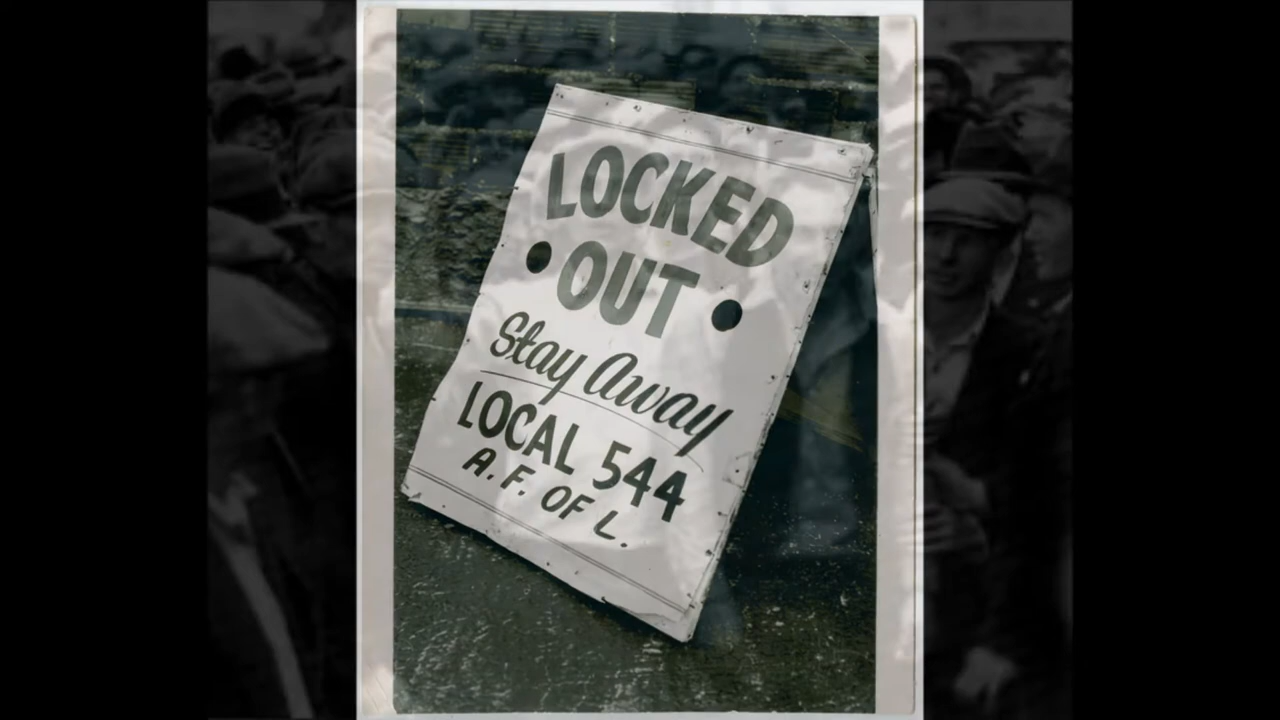 LOCKED
• OUT •
Stay Away
LOCAL 544
A. F. OF L.